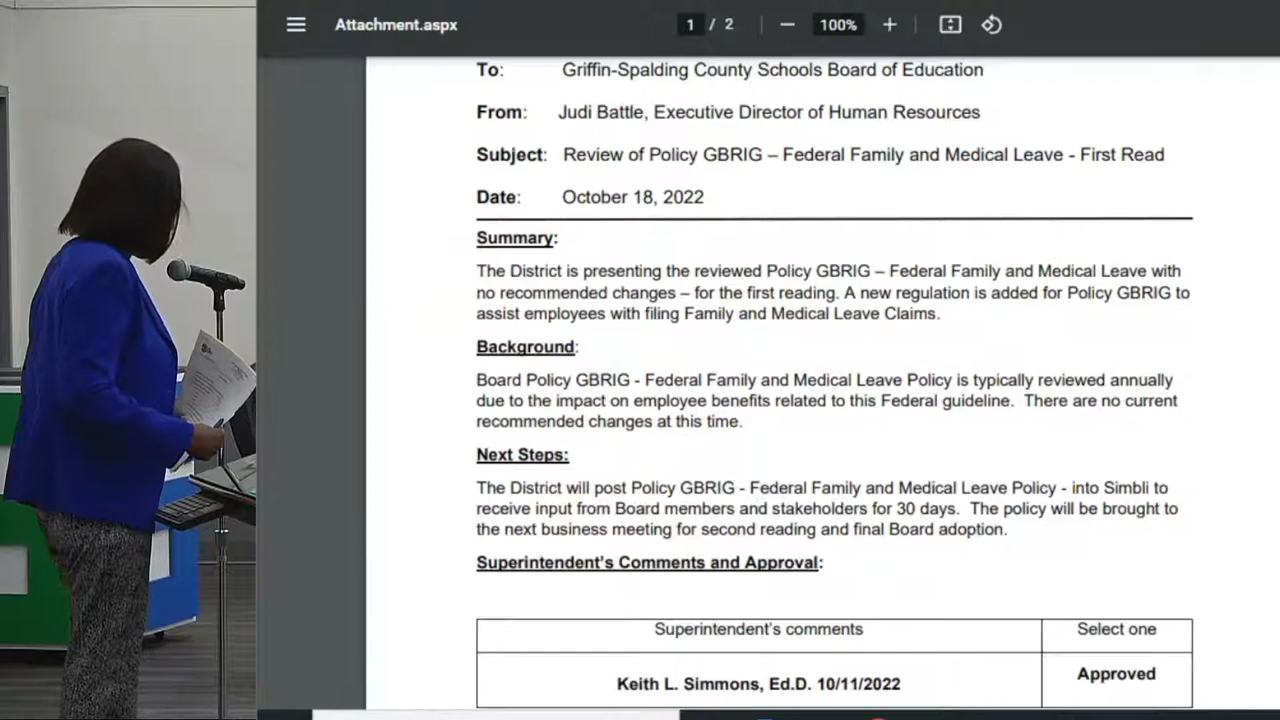 Attachment.aspx
1 / 2
100%
To: Griffin-Spalding County Schools Board of Education
From: Judi Battle, Executive Director of Human Resources
Subject: Review of Policy GBRIG – Federal Family and Medical Leave - First Read
Date: October 18, 2022
Summary:
The District is presenting the reviewed Policy GBRIG – Federal Family and Medical Leave with
no recommended changes – for the first reading. A new regulation is added for Policy GBRIG to
assist employees with filing Family and Medical Leave Claims.
Background:
Board Policy GBRIG - Federal Family and Medical Leave Policy is typically reviewed annually
due to the impact on employee benefits related to this Federal guideline. There are no current
recommended changes at this time.
Next Steps:
The District will post Policy GBRIG - Federal Family and Medical Leave Policy - into Simbli to
receive input from Board members and stakeholders for 30 days. The policy will be brought to
the next business meeting for second reading and final Board adoption.
Superintendent's Comments and Approval:
Superintendent's comments
Select one
Keith L. Simmons, Ed.D. 10/11/2022
Approved